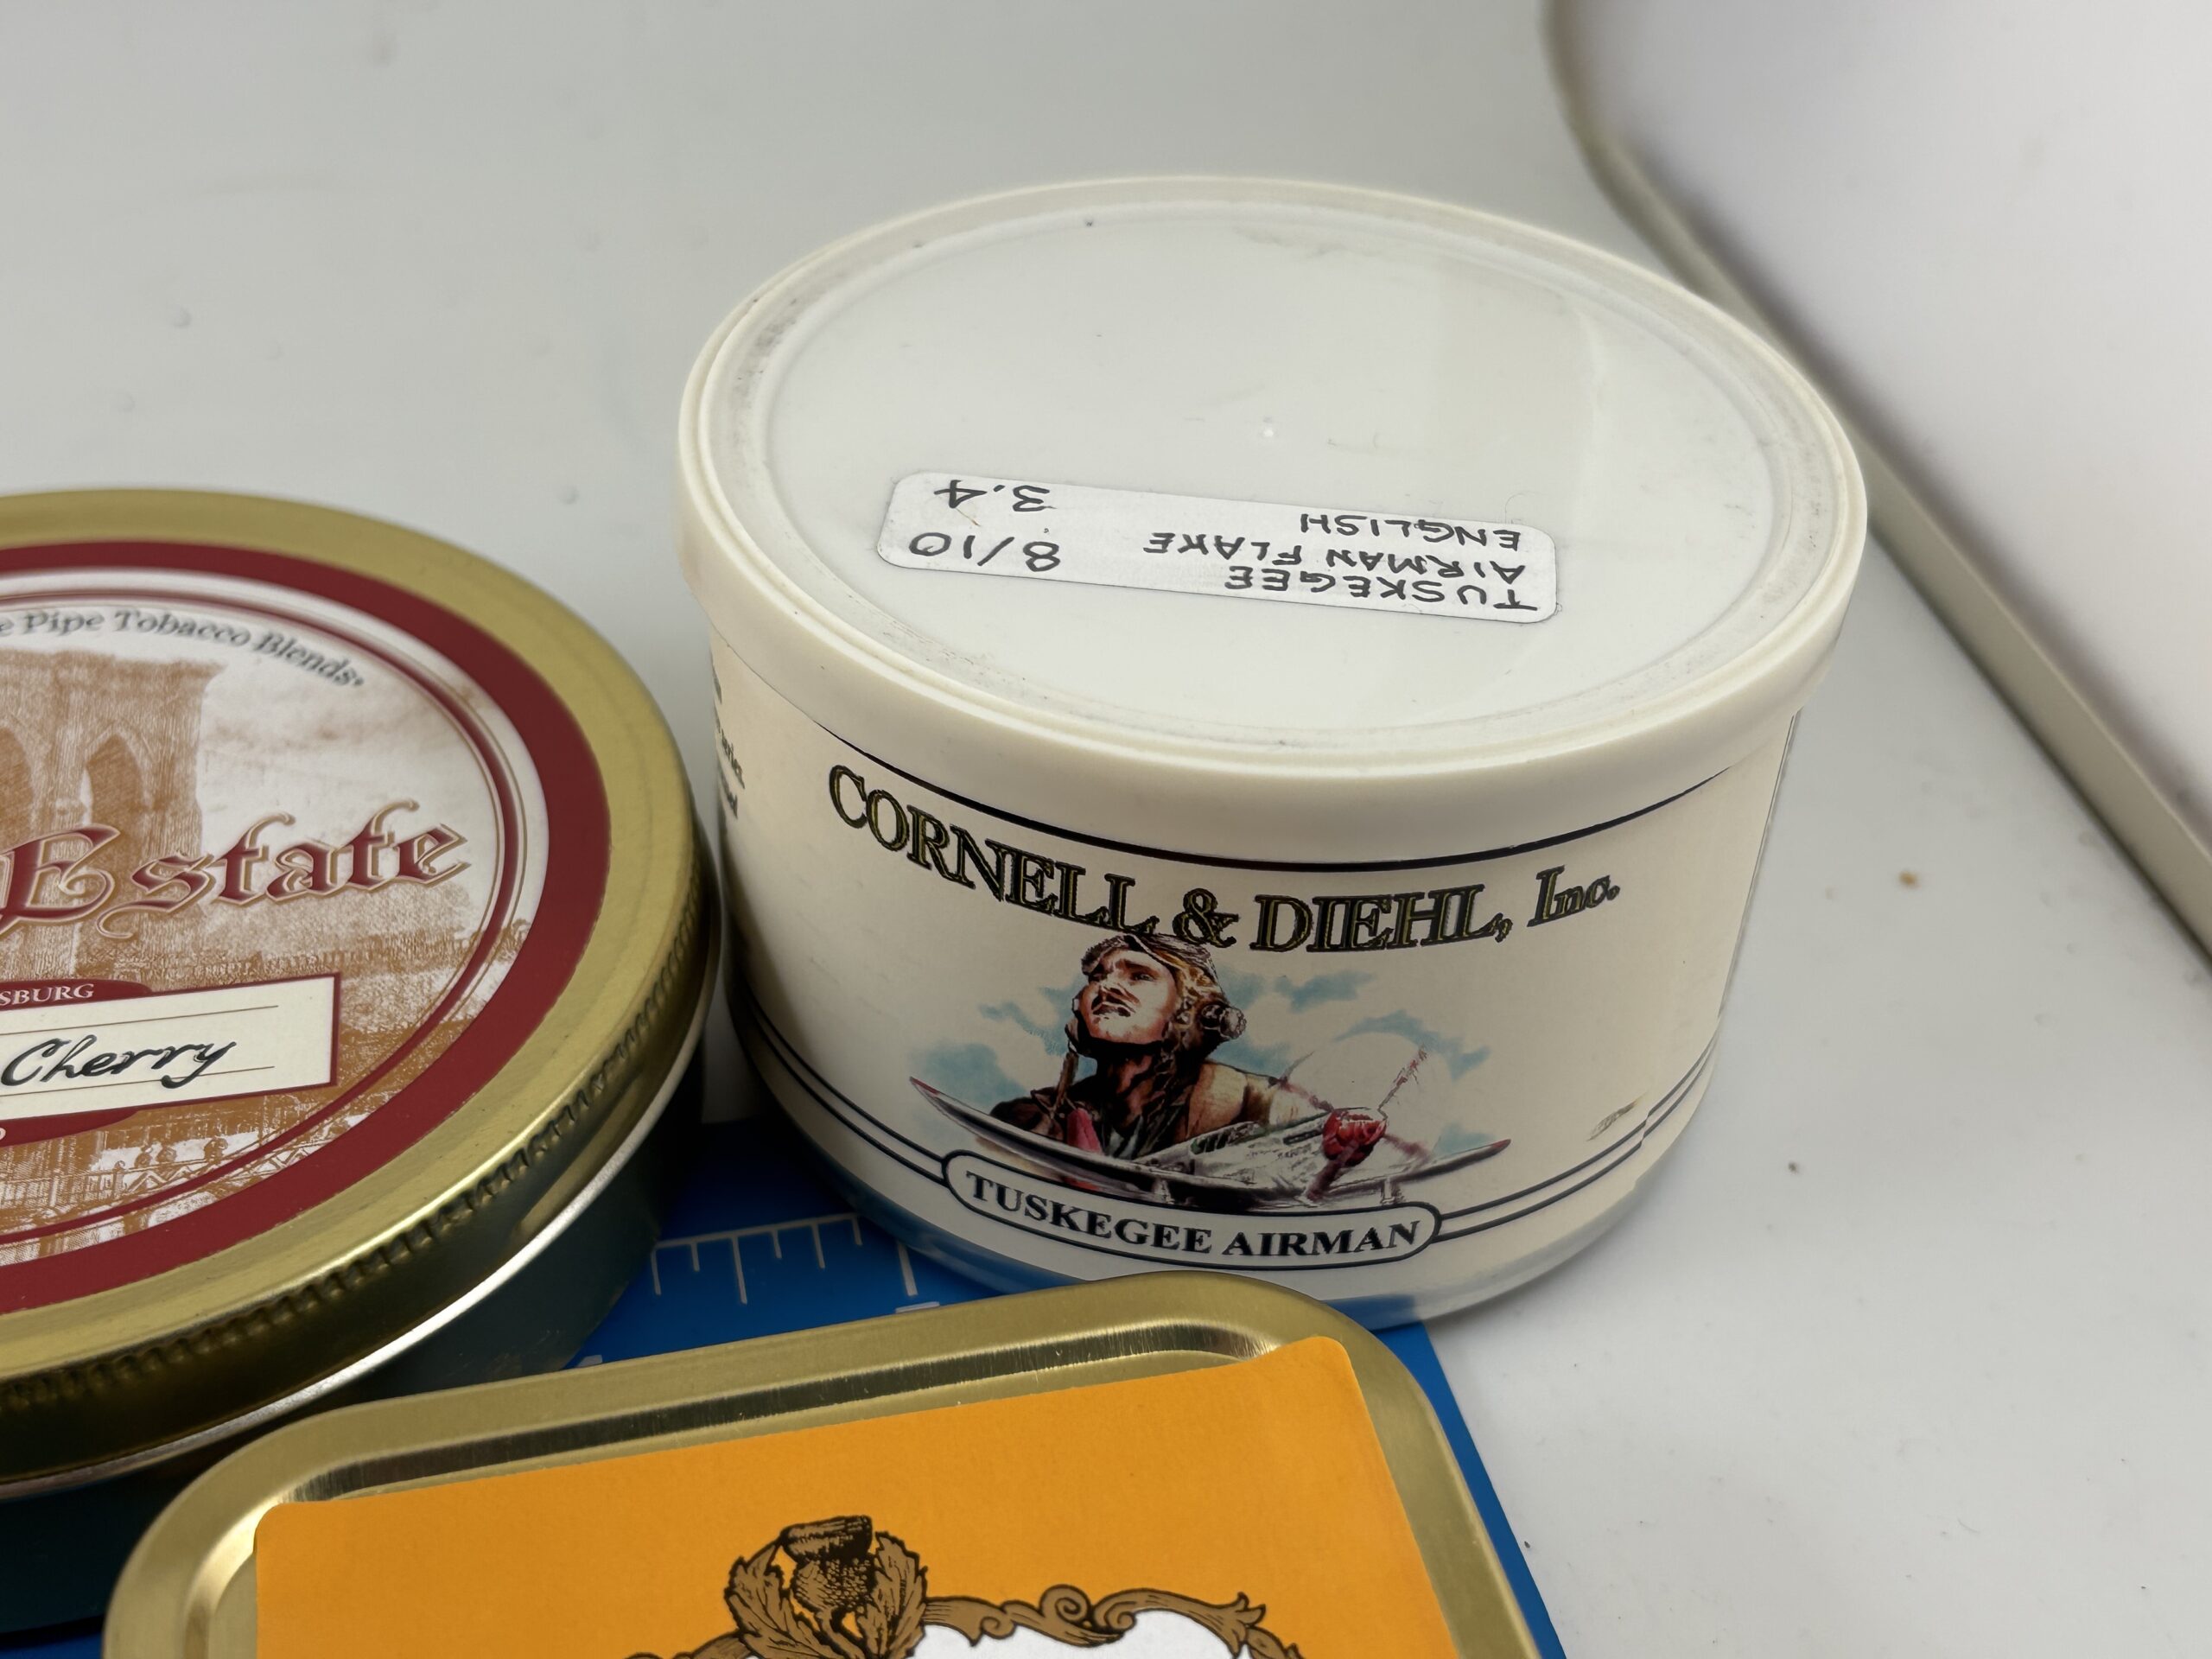 TUSKEGEE
AIRMAN FLAKE 8/10
ENGLISH 3.4
CORNELL & DIEHL, Inc.
TUSKEGEE AIRMAN
Pipe Tobacco Blends
Estate
SBURG
Cherry